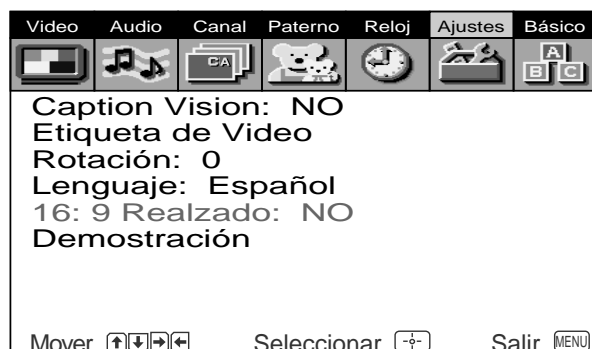 Video Audio Canal Paterno Reloj Ajustes Básico
CA A B C
Caption Vision: NO
Etiqueta de Video
Rotación: 0
Lenguaje: Español
16: 9 Realzado: NO
Demostración
Mover Seleccionar Salir MENU